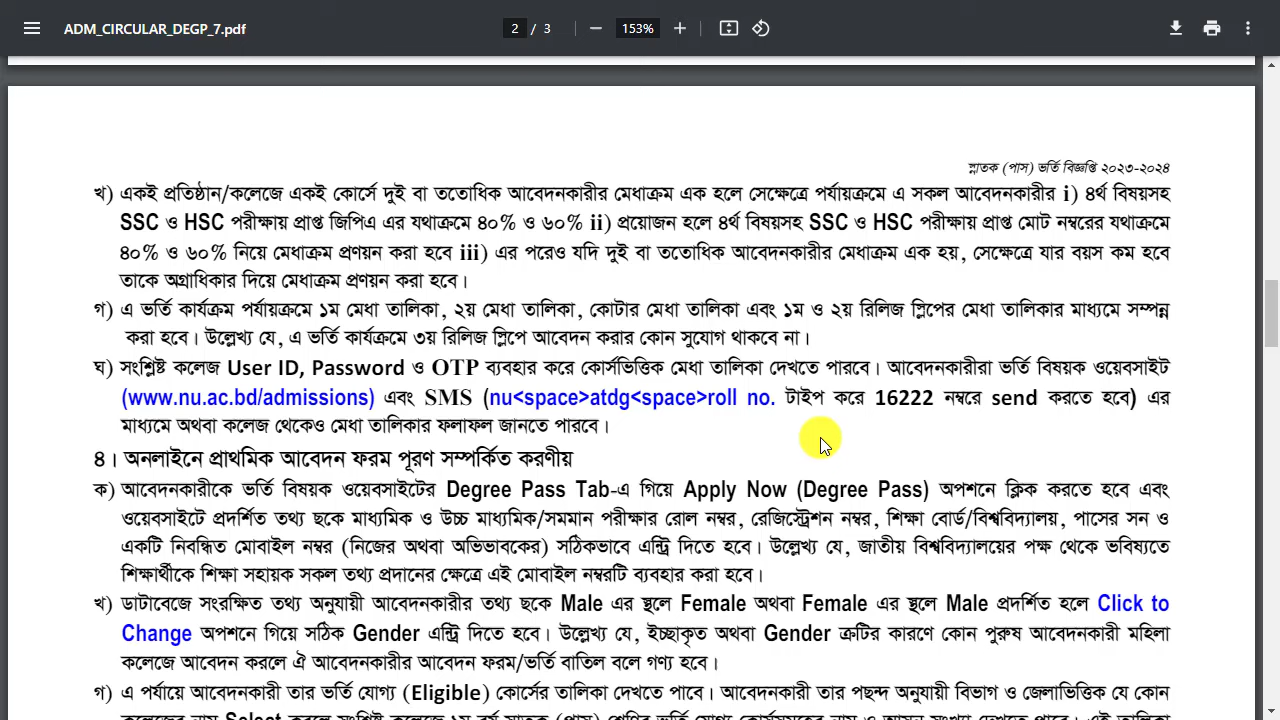 ADM_CIRCULAR_DEGP_7.pdf
2 / 3
153%
স্নাতক (পাস) ভর্তি বিজ্ঞপ্তি ২০২৩-২০২৪
খ) একই প্রতিষ্ঠান/কলেজে একই কোর্সে দুই বা ততোধিক আবেদনকারীর মেধাক্রম এক হলে সেক্ষেত্রে পর্যায়ক্রমে এ সকল আবেদনকারীর i) ৪র্থ বিষয়সহ
SSC ও HSC পরীক্ষায় প্রাপ্ত জিপিএ এর যথাক্রমে ৪০% ও ৬০% ii) প্রয়োজন হলে ৪র্থ বিষয়সহ SSC ও HSC পরীক্ষায় প্রাপ্ত মোট নম্বরের যথাক্রমে
৪০% ও ৬০% নিয়ে মেধাক্রম প্রণয়ন করা হবে iii) এর পরেও যদি দুই বা ততোধিক আবেদনকারীর মেধাক্রম এক হয়, সেক্ষেত্রে যার বয়স কম হবে
তাকে অগ্রাধিকার দিয়ে মেধাক্রম প্রণয়ন করা হবে।
গ) এ ভর্তি কার্যক্রম পর্যায়ক্রমে ১ম মেধা তালিকা, ২য় মেধা তালিকা, কোটার মেধা তালিকা এবং ১ম ও ২য় রিলিজ স্লিপের মেধা তালিকার মাধ্যমে সম্পন্ন
করা হবে। উল্লেখ্য যে, এ ভর্তি কার্যক্রমে ৩য় রিলিজ স্লিপে আবেদন করার কোন সুযোগ থাকবে না।
ঘ) সংশ্লিষ্ট কলেজ User ID, Password ও OTP ব্যবহার করে কোর্সভিত্তিক মেধা তালিকা দেখতে পারবে। আবেদনকারীরা ভর্তি বিষয়ক ওয়েবসাইট
(www.nu.ac.bd/admissions) এবং SMS (nu<space>atdg<space>roll no. টাইপ করে 16222 নম্বরে send করতে হবে) এর
মাধ্যমে অথবা কলেজ থেকেও মেধা তালিকার ফলাফল জানতে পারবে।
৪। অনলাইনে প্রাথমিক আবেদন ফরম পূরণ সম্পর্কিত করণীয়
ক) আবেদনকারীকে ভর্তি বিষয়ক ওয়েবসাইটের Degree Pass Tab-এ গিয়ে Apply Now (Degree Pass) অপশনে ক্লিক করতে হবে এবং
ওয়েবসাইটে প্রদর্শিত তথ্য ছকে মাধ্যমিক ও উচ্চ মাধ্যমিক/সমমান পরীক্ষার রোল নম্বর, রেজিস্ট্রেশন নম্বর, শিক্ষা বোর্ড/বিশ্ববিদ্যালয়, পাসের সন ও
একটি নিবন্ধিত মোবাইল নম্বর (নিজের অথবা অভিভাবকের) সঠিকভাবে এন্ট্রি দিতে হবে। উল্লেখ্য যে, জাতীয় বিশ্ববিদ্যালয়ের পক্ষ থেকে ভবিষ্যতে
শিক্ষার্থীকে শিক্ষা সহায়ক সকল তথ্য প্রদানের ক্ষেত্রে এই মোবাইল নম্বরটি ব্যবহার করা হবে।
খ) ডাটাবেজে সংরক্ষিত তথ্য অনুযায়ী আবেদনকারীর তথ্য ছকে Male এর স্থলে Female অথবা Female এর স্থলে Male প্রদর্শিত হলে Click to
Change অপশনে গিয়ে সঠিক Gender এন্ট্রি দিতে হবে। উল্লেখ্য যে, ইচ্ছাকৃত অথবা Gender ত্রুটির কারণে কোন পুরুষ আবেদনকারী মহিলা
কলেজে আবেদন করলে ঐ আবেদনকারীর আবেদন ফরম/ভর্তি বাতিল বলে গণ্য হবে।
গ) এ পর্যায়ে আবেদনকারী তার ভর্তি যোগ্য (Eligible) কোর্সের তালিকা দেখতে পাবে। আবেদনকারী তার পছন্দ অনুযায়ী বিভাগ ও জেলাভিত্তিক যে কোন
কলেজের নাম Select করলে সংশ্লিষ্ট কলেজে ১ম বর্ষ স্নাতক (পাস) শ্রেণির ভর্তি যোগ্য কোর্সসমূহের নাম ও আসন সংখ্যা দেখতে পাবে। এই তালিকা